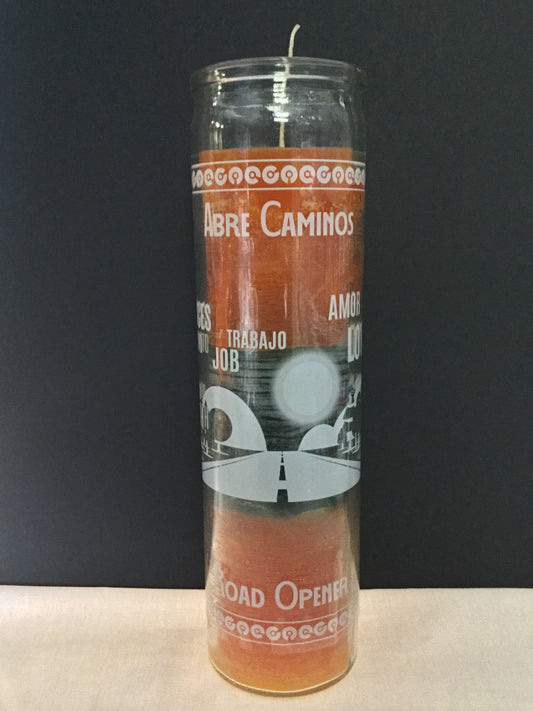 ABRE CAMINOS
AMOR
TRABAJO
JOB
ROAD OPENER